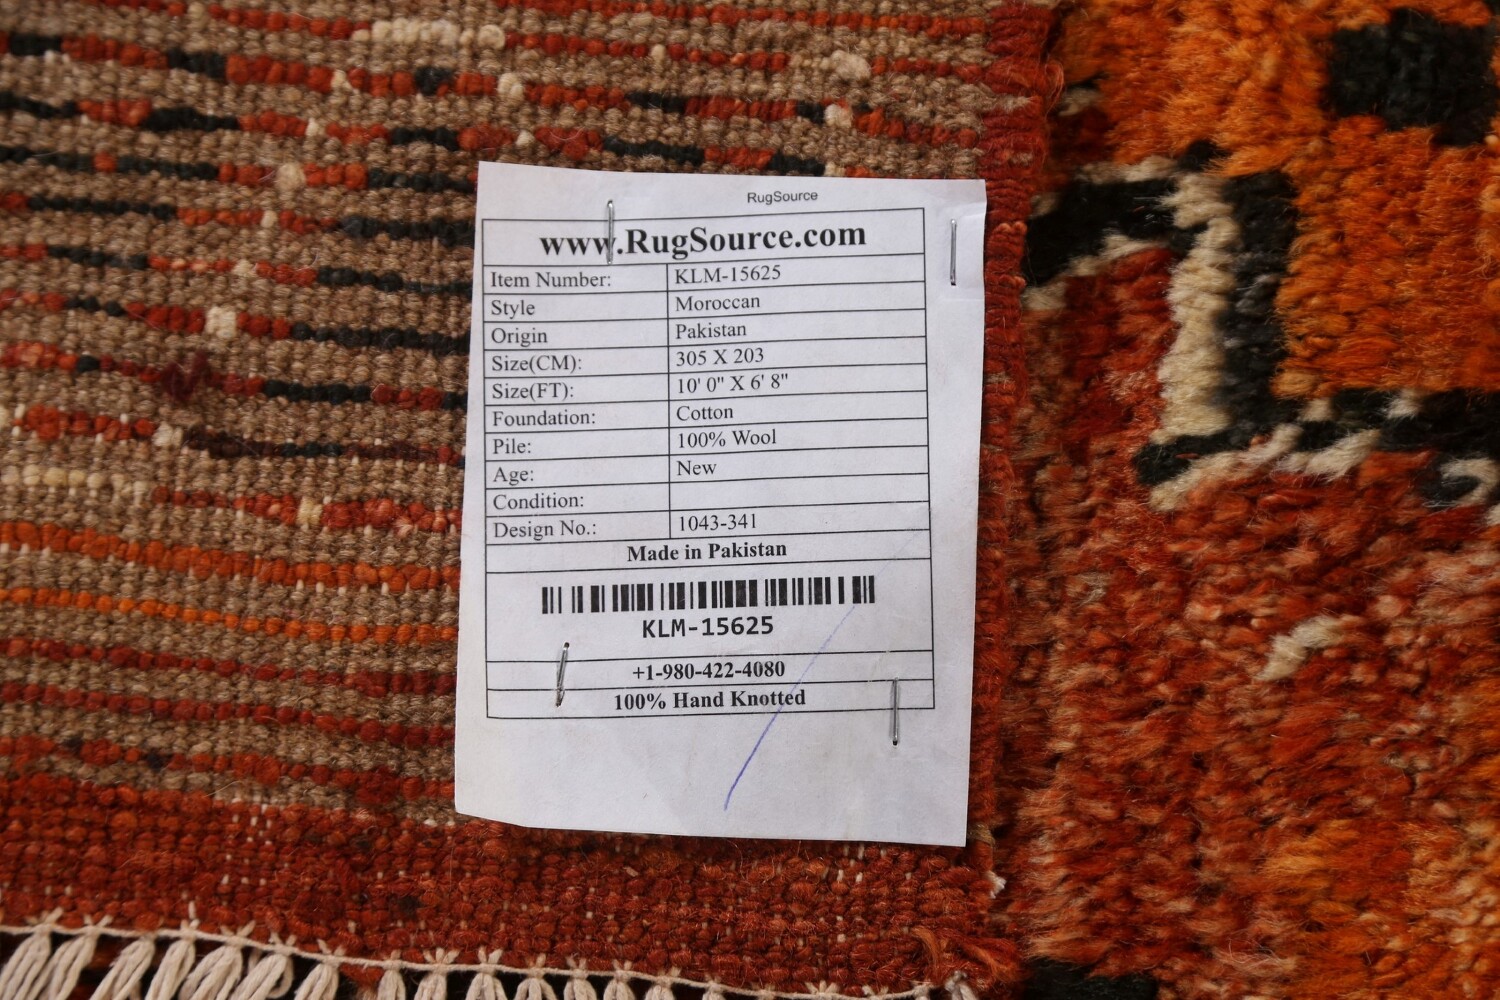 RugSource
www.RugSource.com
Item Number: KLM-15625
Style Moroccan
Origin Pakistan
Size(CM): 305 X 203
Size(FT): 10' 0" X 6' 8"
Foundation: Cotton
Pile: 100% Wool
Age: New
Condition:
Design No.: 1043-341
Made in Pakistan
KLM-15625
+1-980-422-4080
100% Hand Knotted